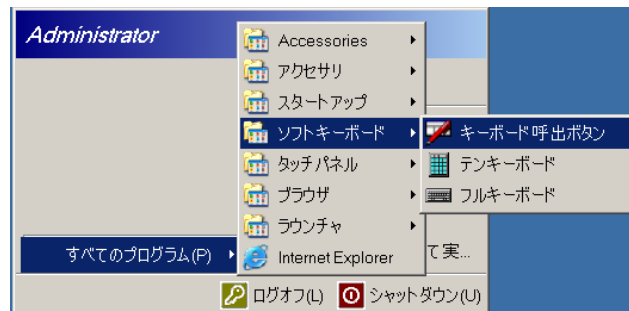 Administrator
Accessories
アクセサリ
スタートアップ
ソフトキーボード
タッチパネル
ブラウザ
ラウンチャ
Internet Explorer
キーボード呼出ボタン
テンキーボード
フルキーボード
すべてのプログラム(P)
て実...
ログオフ(L)
シャットダウン(U)